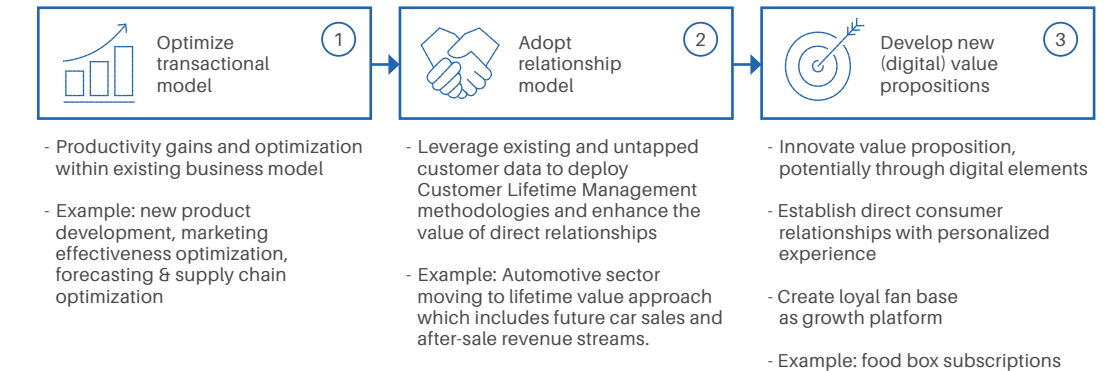 Optimize
transactional
model
1
Adopt
relationship
model
2
Develop new
(digital) value
propositions
3
- Productivity gains and optimization
within existing business model
- Example: new product
development, marketing
effectiveness optimization,
forecasting & supply chain
optimization
- Leverage existing and untapped
customer data to deploy
Customer Lifetime Management
methodologies and enhance the
value of direct relationships
- Example: Automotive sector
moving to lifetime value approach
which includes future car sales and
after-sale revenue streams.
- Innovate value proposition,
potentially through digital elements
- Establish direct consumer
relationships with personalized
experience
- Create loyal fan base
as growth platform
- Example: food box subscriptions